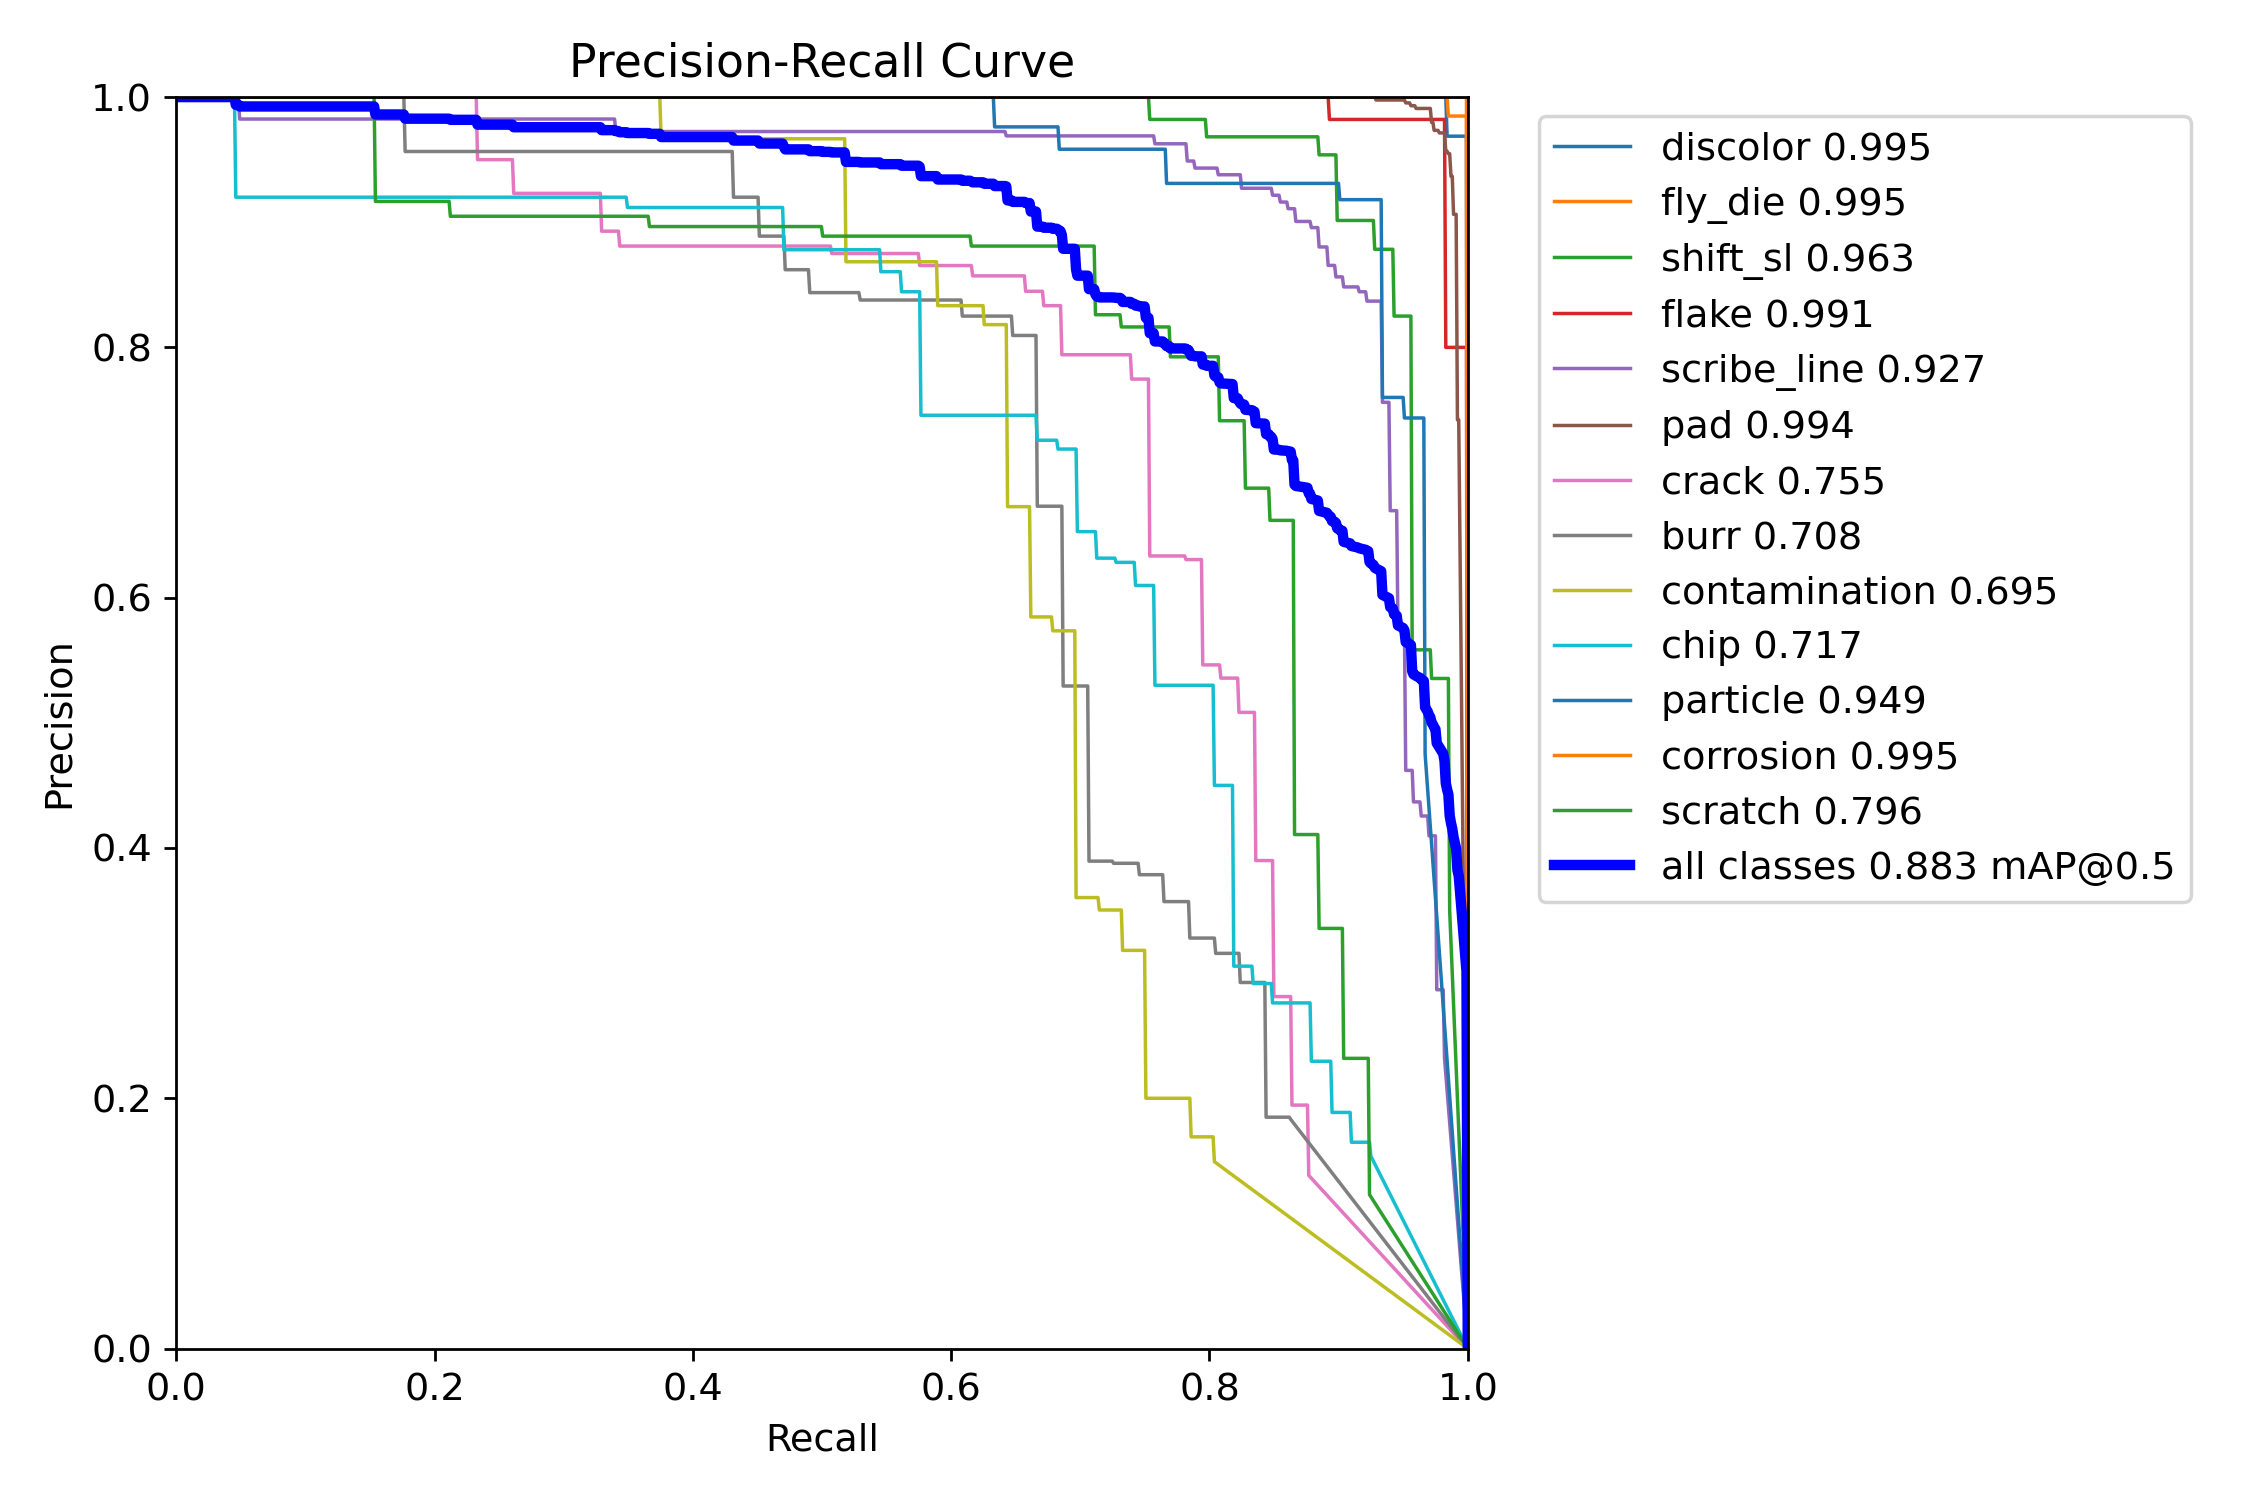 Precision-Recall Curve
1.0
0.8
0.6
0.4
0.2
0.0
Precision
0.0 0.2 0.4 0.6 0.8 1.0
Recall
discolor 0.995
fly_die 0.995
shift_sl 0.963
flake 0.991
scribe_line 0.927
pad 0.994
crack 0.755
burr 0.708
contamination 0.695
chip 0.717
particle 0.949
corrosion 0.995
scratch 0.796
all classes 0.883 mAP@0.5